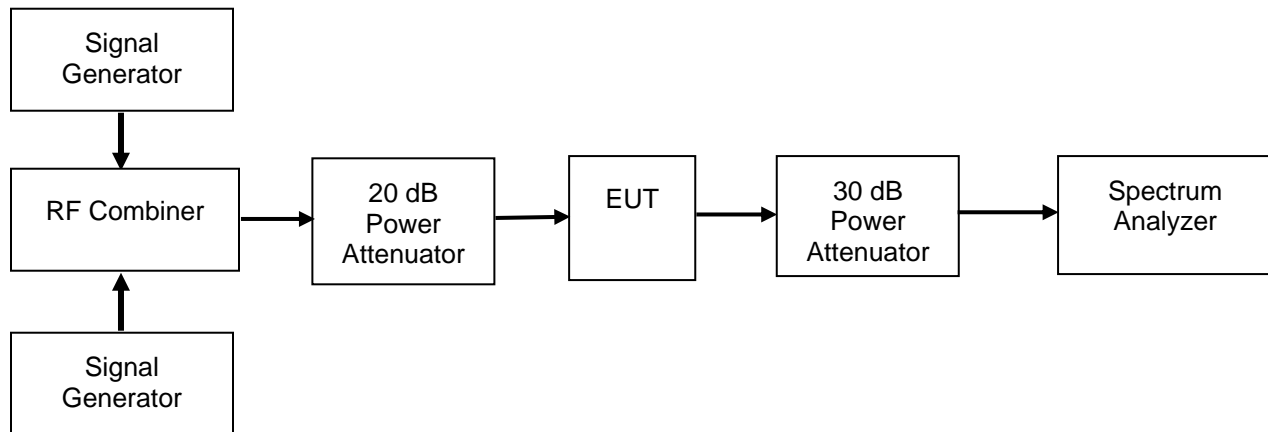 Signal
Generator
RF Combiner
Signal
Generator
20 dB
Power
Attenuator
EUT
30 dB
Power
Attenuator
Spectrum
Analyzer